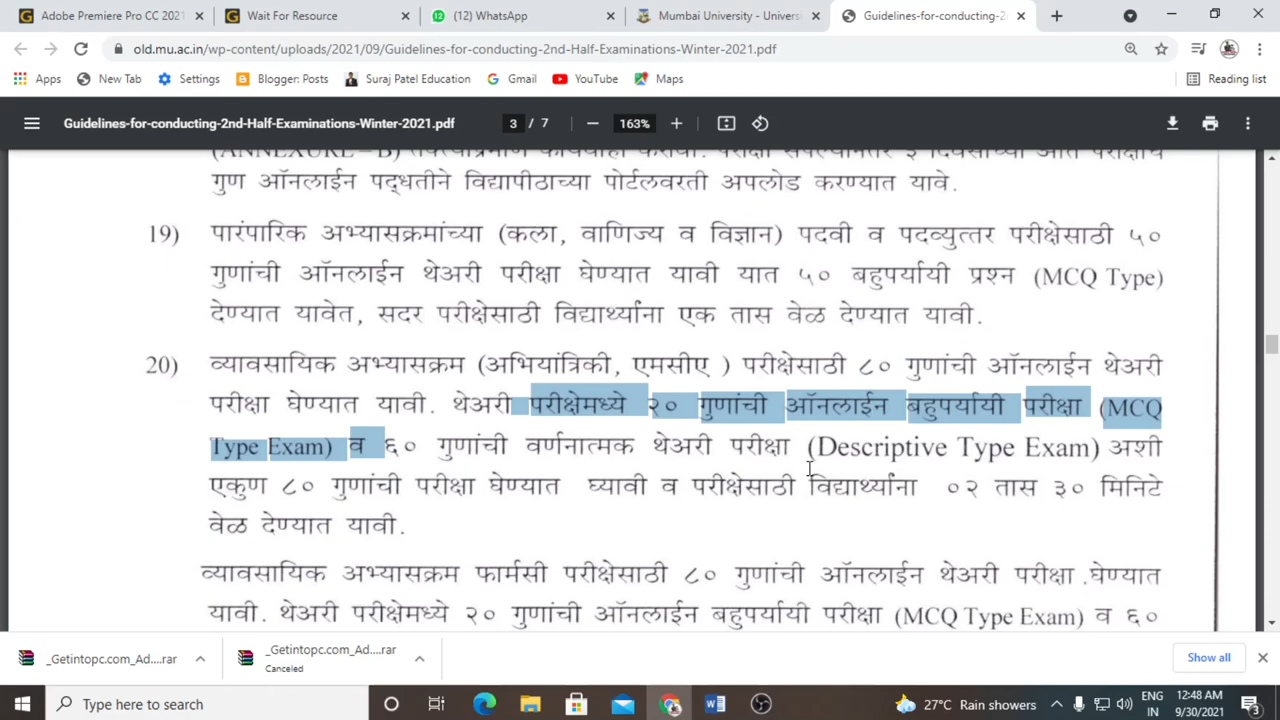 Adobe Premiere Pro CC 2021
Wait For Resource
(12) WhatsApp
Mumbai University - Univers
Guidelines-for-conducting-2
old.mu.ac.in/wp-content/uploads/2021/09/Guidelines-for-conducting-2nd-Half-Examinations-Winter-2021.pdf
Apps
New Tab
Settings
Blogger: Posts
Suraj Patel Education
Gmail
YouTube
Maps
Reading list
Guidelines-for-conducting-2nd-Half-Examinations-Winter-2021.pdf
3 / 7
163%
(ANNEXURE-B)
गुण ऑनलाईन पद्धतीने विद्यापीठाच्या पोर्टलवरती अपलोड करण्यात यावे.
19) पारंपारिक अभ्यासक्रमांच्या (कला, वाणिज्य व विज्ञान) पदवी व पदव्युत्तर परीक्षेसाठी ५०
गुणांची ऑनलाईन थेअरी परीक्षा घेण्यात यावी यात ५० बहुपर्यायी प्रश्न (MCQ Type)
देण्यात यावेत, सदर परीक्षेसाठी विद्यार्थ्यांना एक तास वेळ देण्यात यावी.
20) व्यावसायिक अभ्यासक्रम (अभियांत्रिकी, एमसीए ) परीक्षेसाठी ८० गुणांची ऑनलाईन थेअरी
परीक्षा घेण्यात यावी. थेअरी परीक्षेमध्ये २० गुणांची ऑनलाईन बहुपर्यायी परीक्षा (MCQ
Type Exam) व ६० गुणांची वर्णनात्मक थेअरी परीक्षा (Descriptive Type Exam) अशी
एकुण ८० गुणांची परीक्षा घेण्यात घ्यावी व परीक्षेसाठी विद्यार्थ्यांना ०२ तास ३० मिनिटे
वेळ देण्यात यावी.
व्यावसायिक अभ्यासक्रम फार्मसी परीक्षेसाठी ८० गुणांची ऑनलाईन थेअरी परीक्षा .घेण्यात
यावी. थेअरी परीक्षेमध्ये २० गुणांची ऑनलाईन बहुपर्यायी परीक्षा (MCQ Type Exam) व ६०
_Getintopc.com_Ad....rar
_Getintopc.com_Ad....rar
Canceled
Show all
Type here to search
27°C Rain showers
ENG
IN
12:48 AM
9/30/2021
3